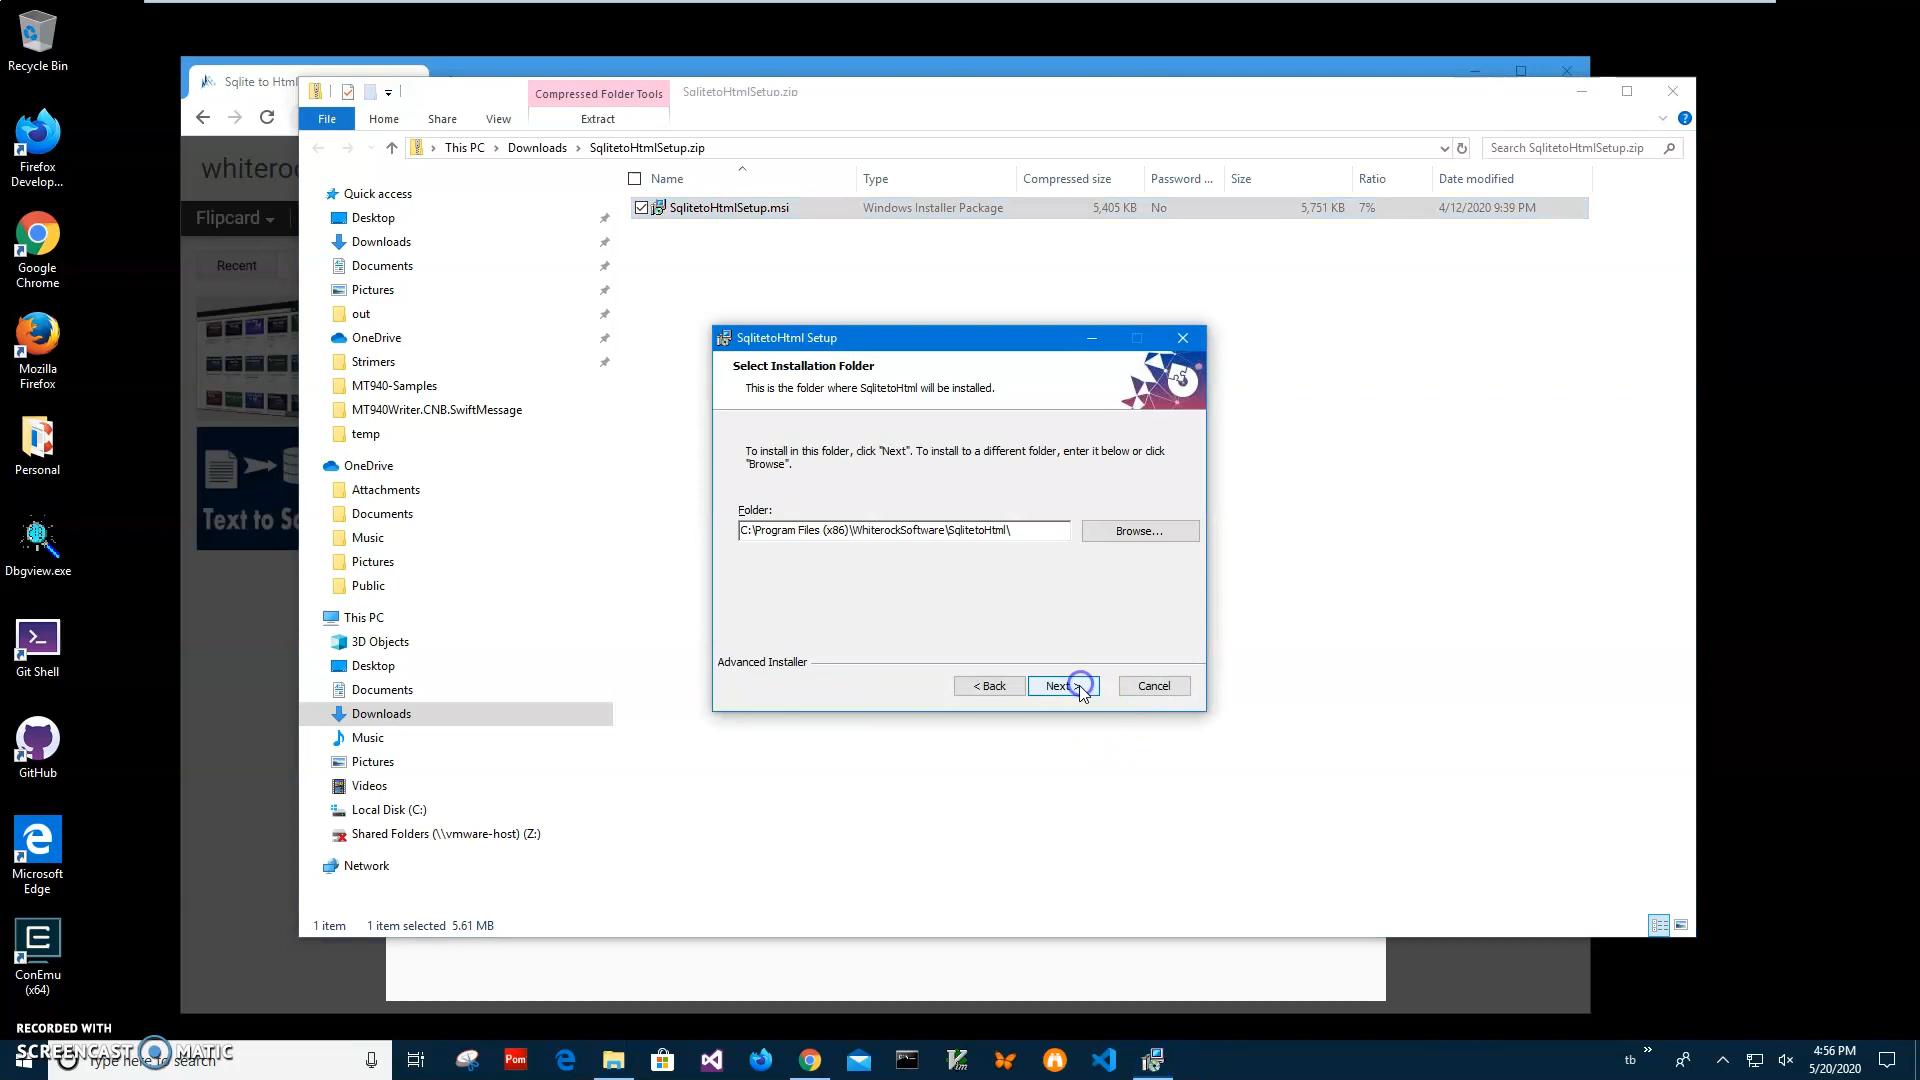 Recycle Bin
Firefox
Develop...
Google
Chrome
Mozilla
Firefox
Personal
Dbgview.exe
Git Shell
GitHub
Microsoft
Edge
ConEmu
(x64)
Sqlite to Html
whiteroc
Flipcard
Recent
Text to Sq
Compressed Folder Tools
SqlitetoHtmlSetup.zip
File
Home
Share
View
Extract
This PC > Downloads > SqlitetoHtmlSetup.zip
Search SqlitetoHtmlSetup.zip
Name
Type
Compressed size
Password ...
Size
Ratio
Date modified
SqlitetoHtmlSetup.msi
Windows Installer Package
5,405 KB
No
5,751 KB
7%
4/12/2020 9:39 PM
Quick access
Desktop
Downloads
Documents
Pictures
out
OneDrive
Strimers
MT940-Samples
MT940Writer.CNB.SwiftMessage
temp
OneDrive
Attachments
Documents
Music
Pictures
Public
This PC
3D Objects
Desktop
Documents
Downloads
Music
Pictures
Videos
Local Disk (C:)
Shared Folders (\\vmware-host) (Z:)
Network
1 item
1 item selected 5.61 MB
SqlitetoHtml Setup
Select Installation Folder
This is the folder where SqlitetoHtml will be installed.
To install in this folder, click "Next". To install to a different folder, enter it below or click
"Browse".
Folder:
C:\Program Files (x86)\WhiterockSoftware\SqlitetoHtml\
Browse...
Advanced Installer
< Back
Next >
Cancel
RECORDED WITH
SCREENCAST MATIC
Type here to search
Pom
Vim
tb
4:56 PM
5/20/2020